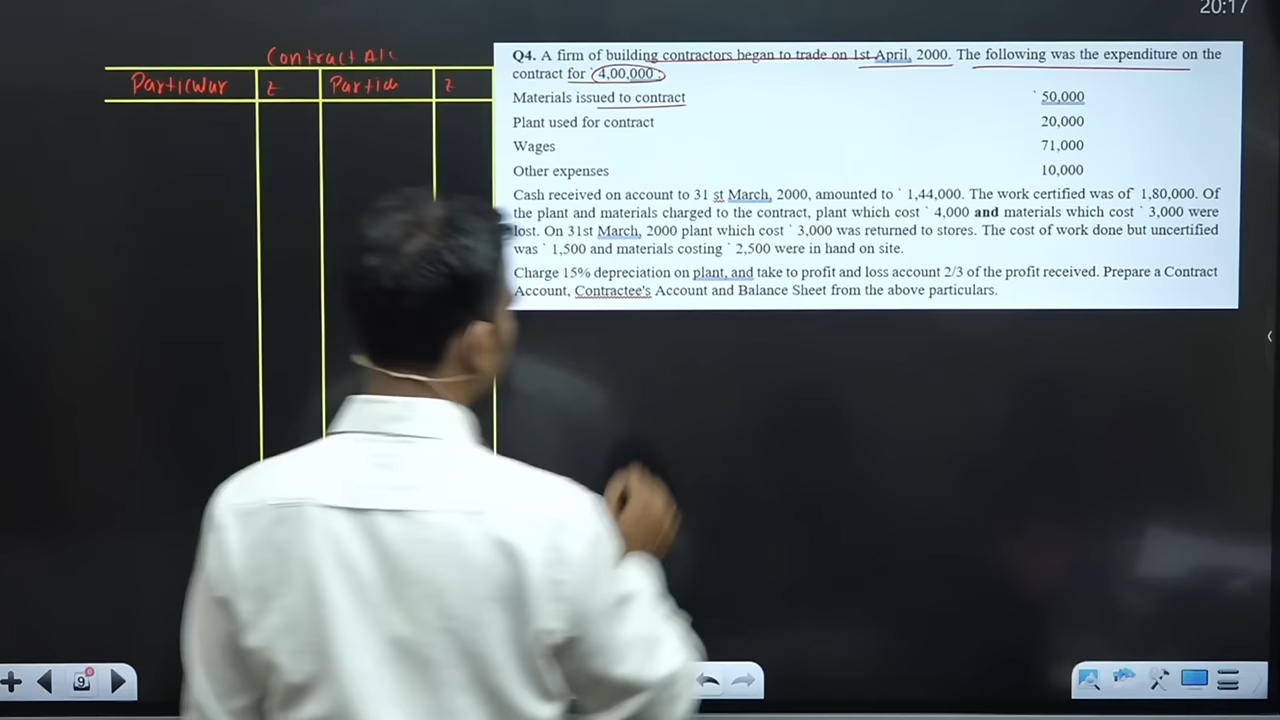 20:17
Contract A/c
Particular ₹ Particu ₹
Q4. A firm of building contractors began to trade on 1st April, 2000. The following was the expenditure on the
contract for ` 4,00,000 :
Materials issued to contract ` 50,000
Plant used for contract 20,000
Wages 71,000
Other expenses 10,000
Cash received on account to 31 st March, 2000, amounted to ` 1,44,000. The work certified was of ` 1,80,000. Of
the plant and materials charged to the contract, plant which cost ` 4,000 and materials which cost ` 3,000 were
lost. On 31st March, 2000 plant which cost ` 3,000 was returned to stores. The cost of work done but uncertified
was ` 1,500 and materials costing ` 2,500 were in hand on site.
Charge 15% depreciation on plant, and take to profit and loss account 2/3 of the profit received. Prepare a Contract
Account, Contractee's Account and Balance Sheet from the above particulars.
9